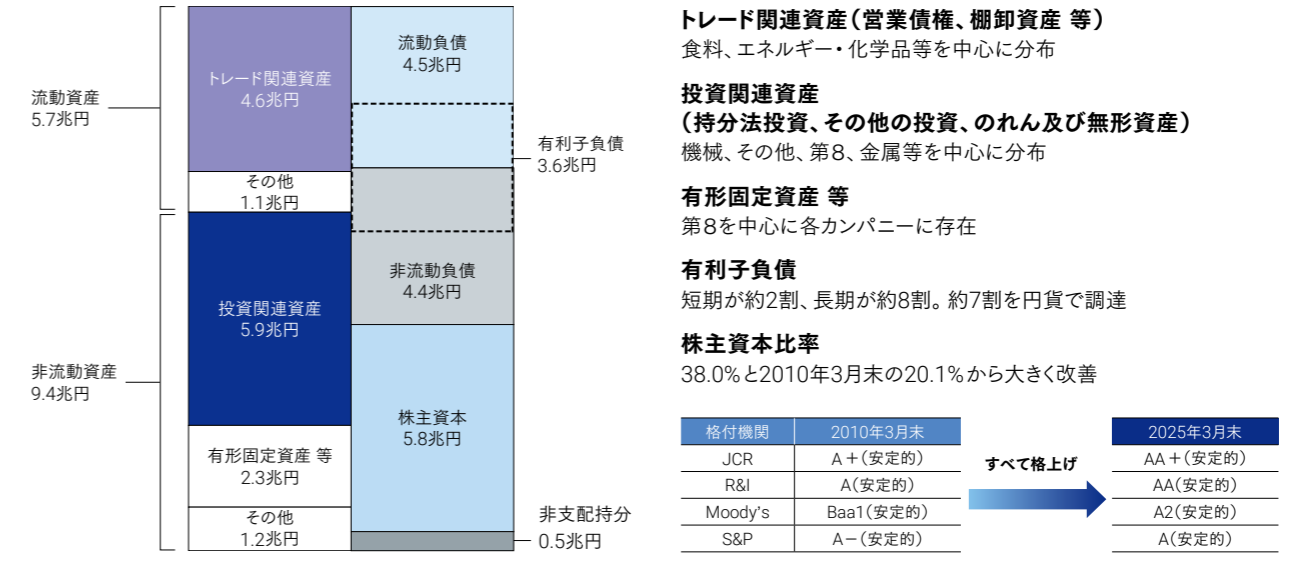 流動資産
5.7兆円
非流動資産
9.4兆円
トレード関連資産
4.6兆円
その他
1.1兆円
投資関連資産
5.9兆円
有形固定資産 等
2.3兆円
その他
1.2兆円
流動負債
4.5兆円
非流動負債
4.4兆円
株主資本
5.8兆円
有利子負債
3.6兆円
非支配持分
0.5兆円
トレード関連資産（営業債権、棚卸資産 等）
食料、エネルギー・化学品等を中心に分布
投資関連資産
（持分法投資、その他の投資、のれん及び無形資産）
機械、その他、第8、金属等を中心に分布
有形固定資産 等
第8を中心に各カンパニーに存在
有利子負債
短期が約2割、長期が約8割。約7割を円貨で調達
株主資本比率
38.0%と2010年3月末の20.1%から大きく改善
格付機関 2010年3月末
JCR A＋（安定的）
R&I A（安定的）
Moody's Baa1（安定的）
S&P A－（安定的）
すべて格上げ
2025年3月末
AA＋（安定的）
AA（安定的）
A2（安定的）
A（安定的）